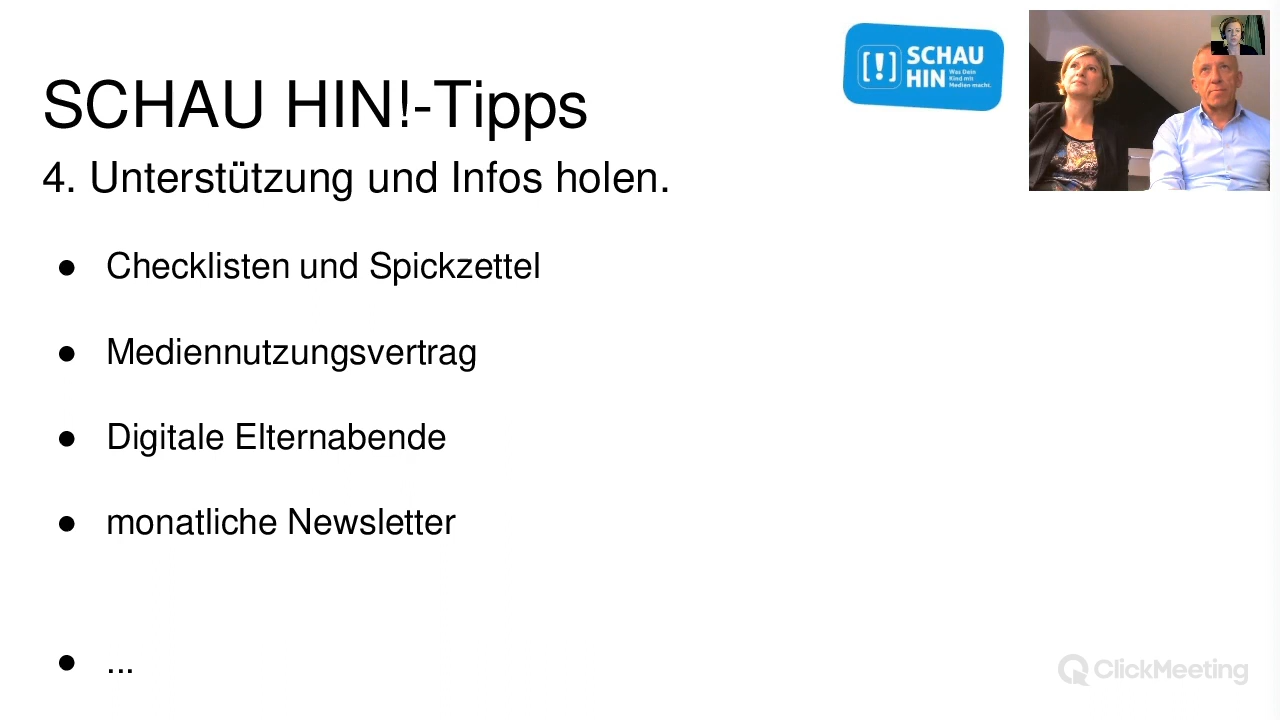 SCHAU HIN!-Tipps
4. Unterstützung und Infos holen.
● Checklisten und Spickzettel
● Mediennutzungsvertrag
● Digitale Elternabende
● monatliche Newsletter
● ...
[!] SCHAU
HIN
Was Dein
Kind mit
Medien macht.
ClickMeeting